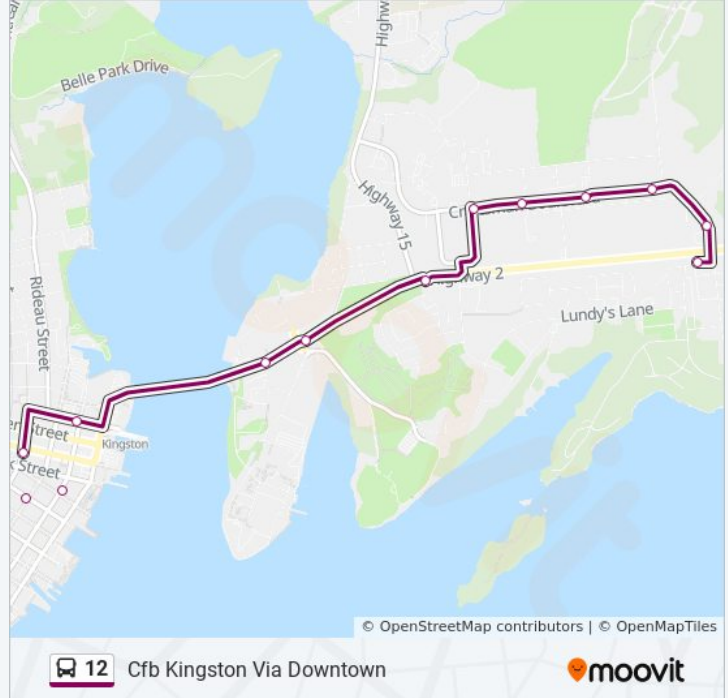 Highw
Belle Park Drive
Highway 15
Highway 2
Rideau Street
Lundy's Lane
Street
Kingston
k Street
© OpenStreetMap contributors | © OpenMapTiles
12 Cfb Kingston Via Downtown
moovit